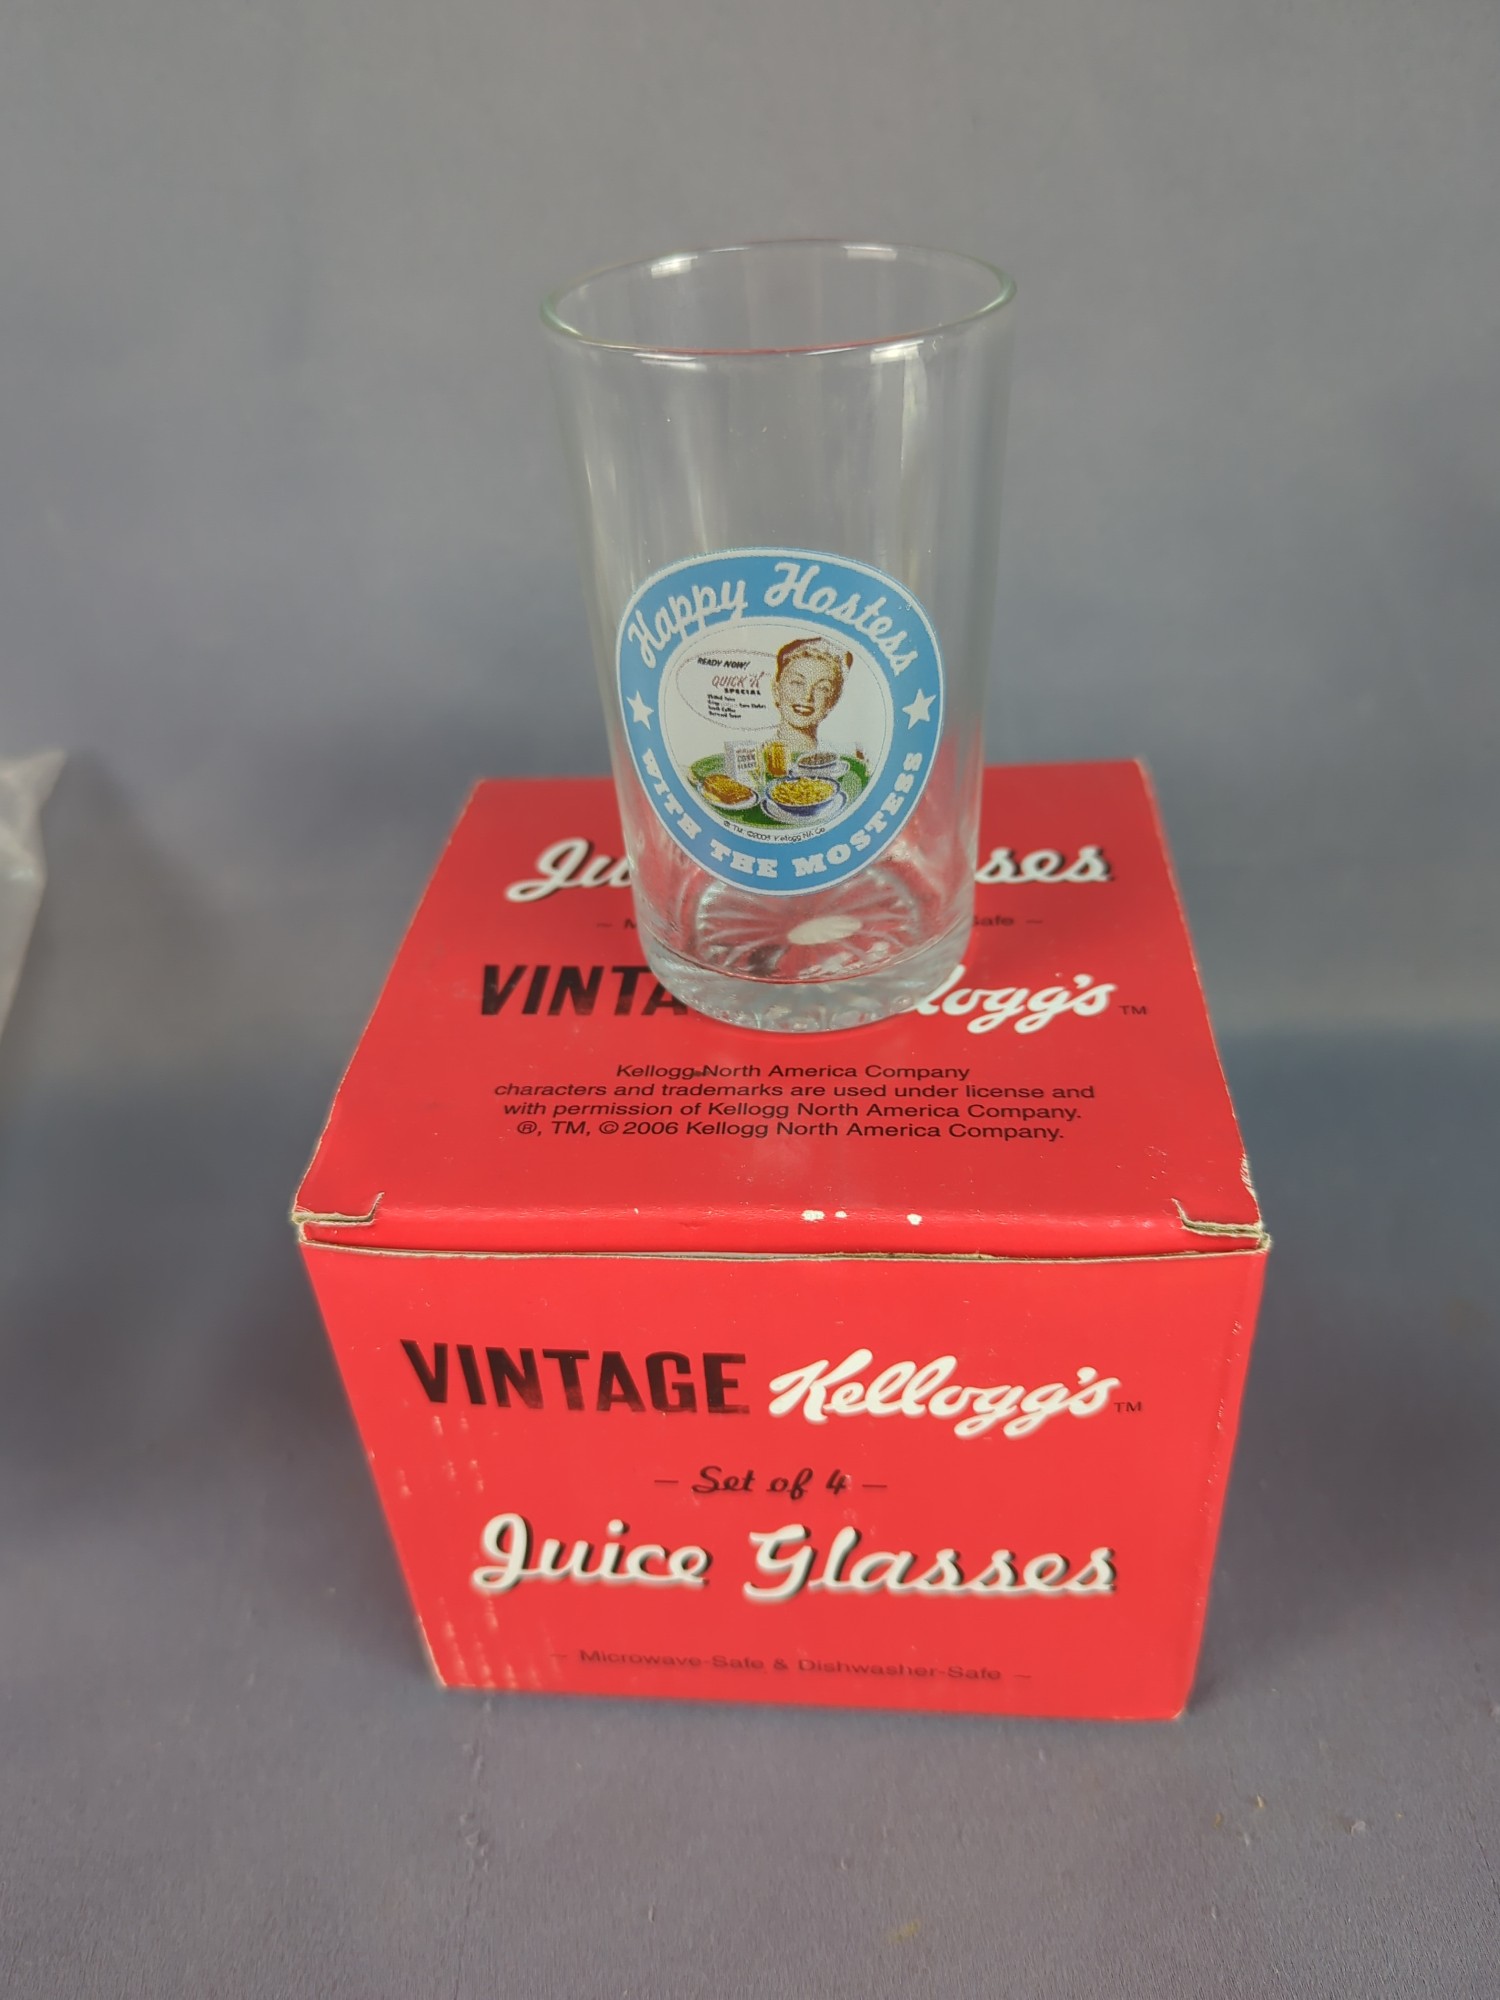 Happy Hostess
READY NOW!
QUICK 'N
SPECIAL
WITH THE MOSTESS
Kellogg North America Company
characters and trademarks are used under license and
with permission of Kellogg North America Company.
®, TM, © 2006 Kellogg North America Company.
VINTAGE Kellogg's™
– Set of 4 –
Juice Glasses
– Microwave-Safe & Dishwasher-Safe –